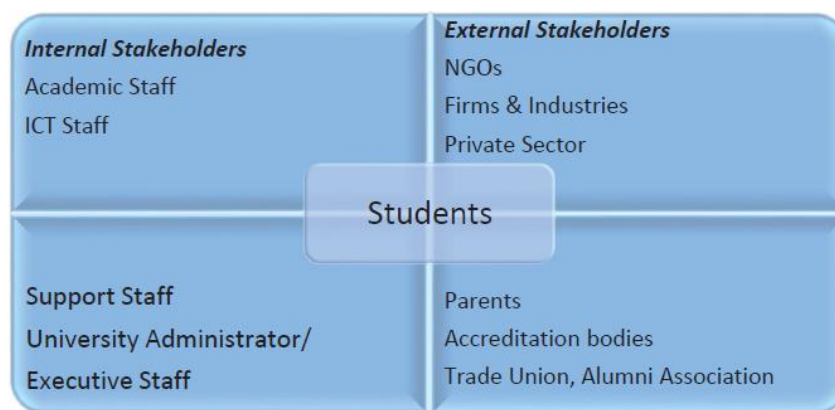 Internal Stakeholders
Academic Staff
ICT Staff
External Stakeholders
NGOs
Firms & Industries
Private Sector
Students
Support Staff
University Administrator/
Executive Staff
Parents
Accreditation bodies
Trade Union, Alumni Association